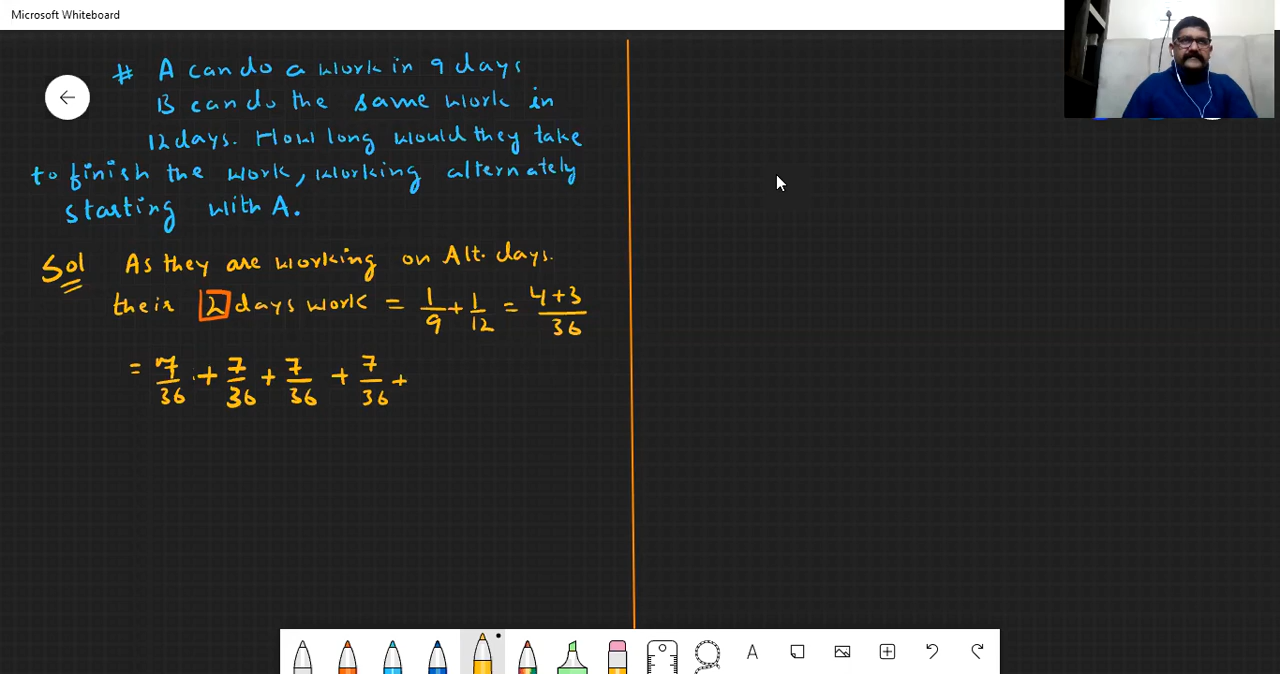 Microsoft Whiteboard
# A can do a work in 9 days
B can do the same work in
12 days. How long would they take
to finish the work, working alternately
starting with A.
Sol As they are working on Alt. days.
their 2 days work = 1/9 + 1/12 = 4+3/36
= 7/36 + 7/36 + 7/36 + 7/36 +
A